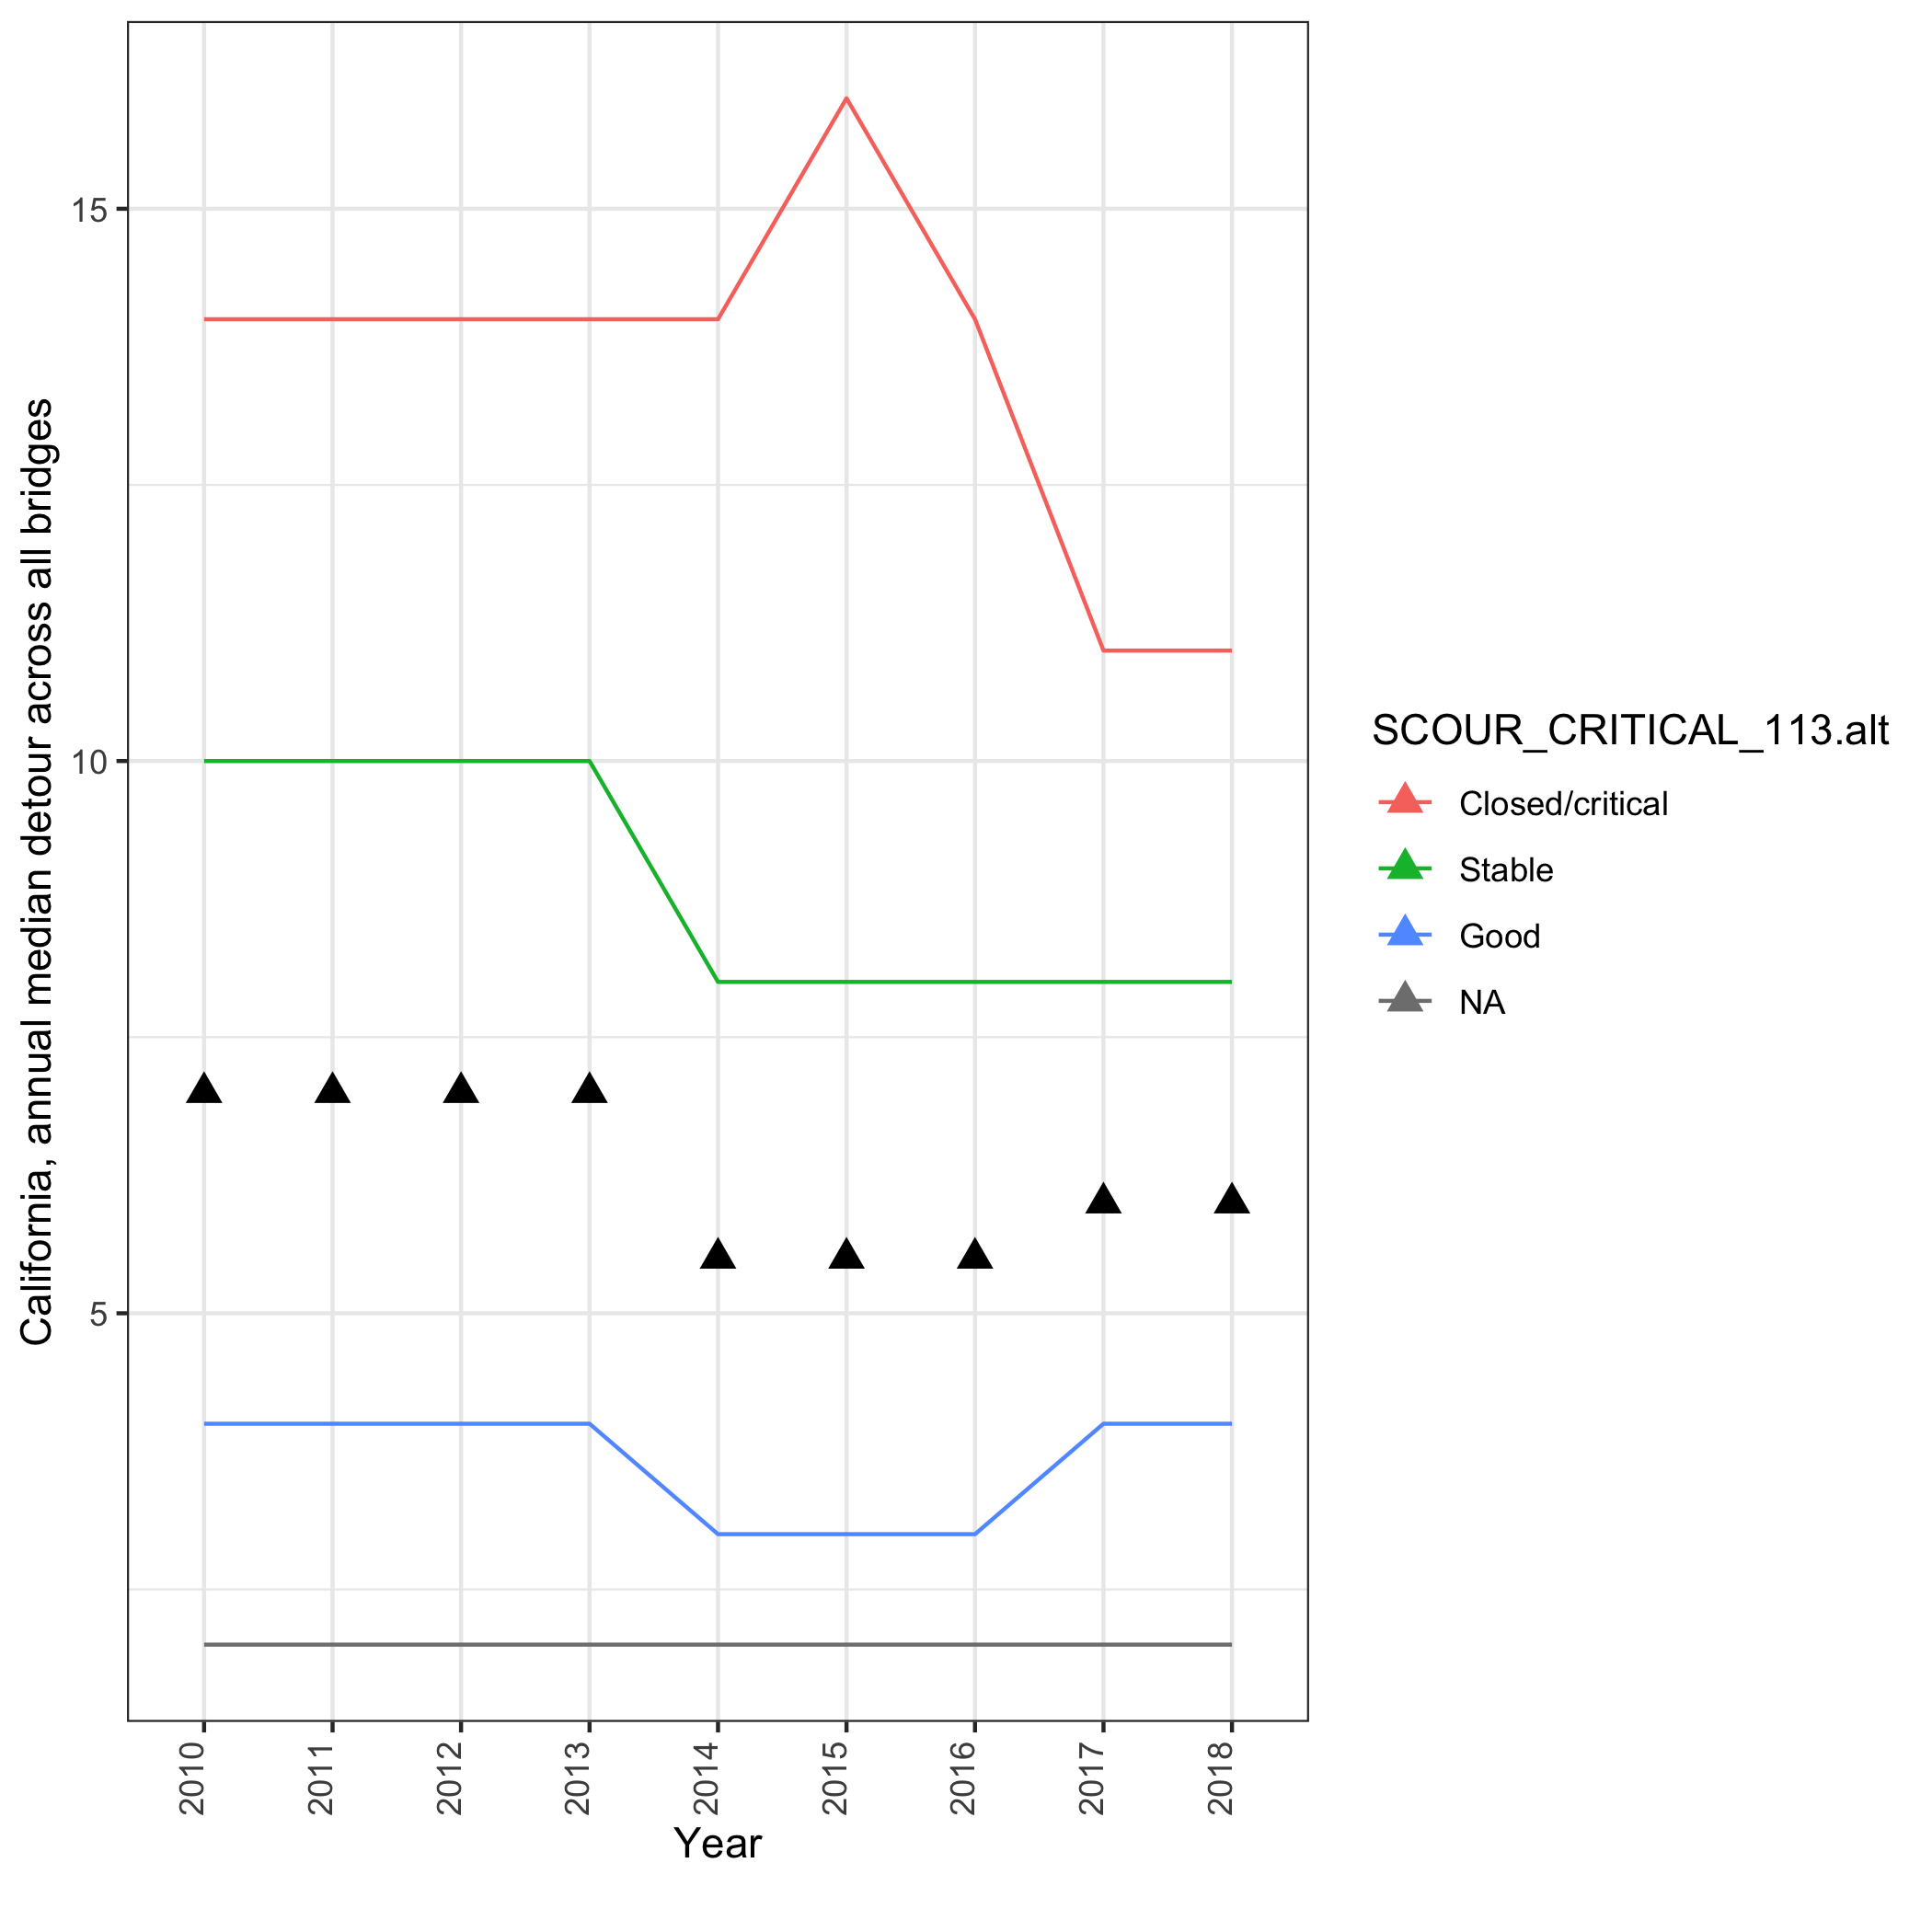 California, annual median detour across all bridges
15
10
5
2010
2011
2012
2013
2014
2015
2016
2017
2018
Year
SCOUR_CRITICAL_113.alt
Closed/critical
Stable
Good
NA